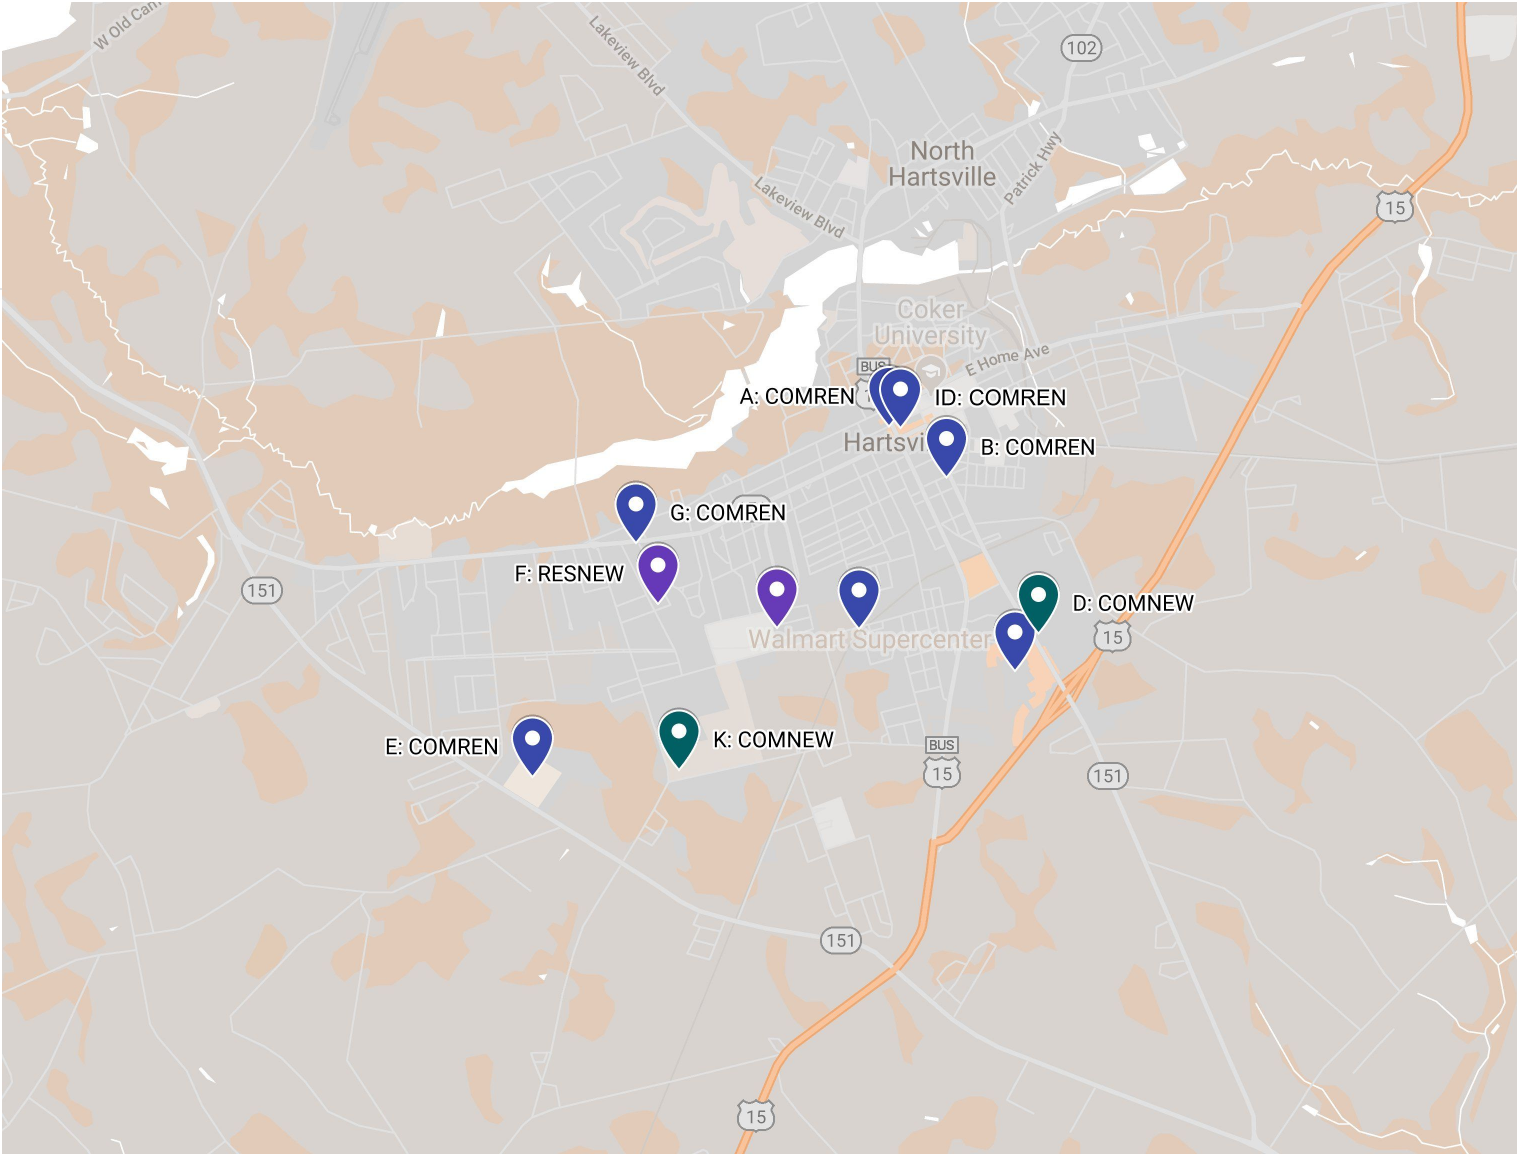 W Old Cam
Lakeview Blvd
102
North
Hartsville
Patrick Hwy
Lakeview Blvd
15
Coker
University
E Home Ave
BUS
A: COMREN
ID: COMREN
Hartsvi
B: COMREN
G: COMREN
F: RESNEW
151
D: COMNEW
15
Walmart Supercenter
E: COMREN
K: COMNEW
BUS
15
151
151
15